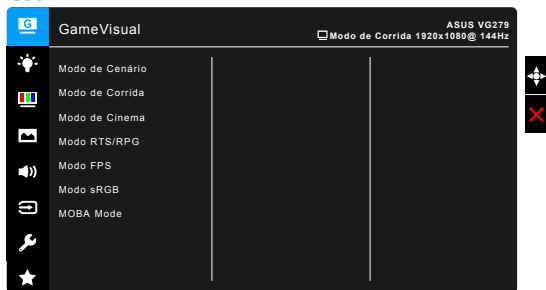 G
GameVisual
ASUS VG279
Modo de Corrida 1920x1080@ 144Hz
Modo de Cenário
Modo de Corrida
Modo de Cinema
Modo RTS/RPG
Modo FPS
Modo sRGB
MOBA Mode